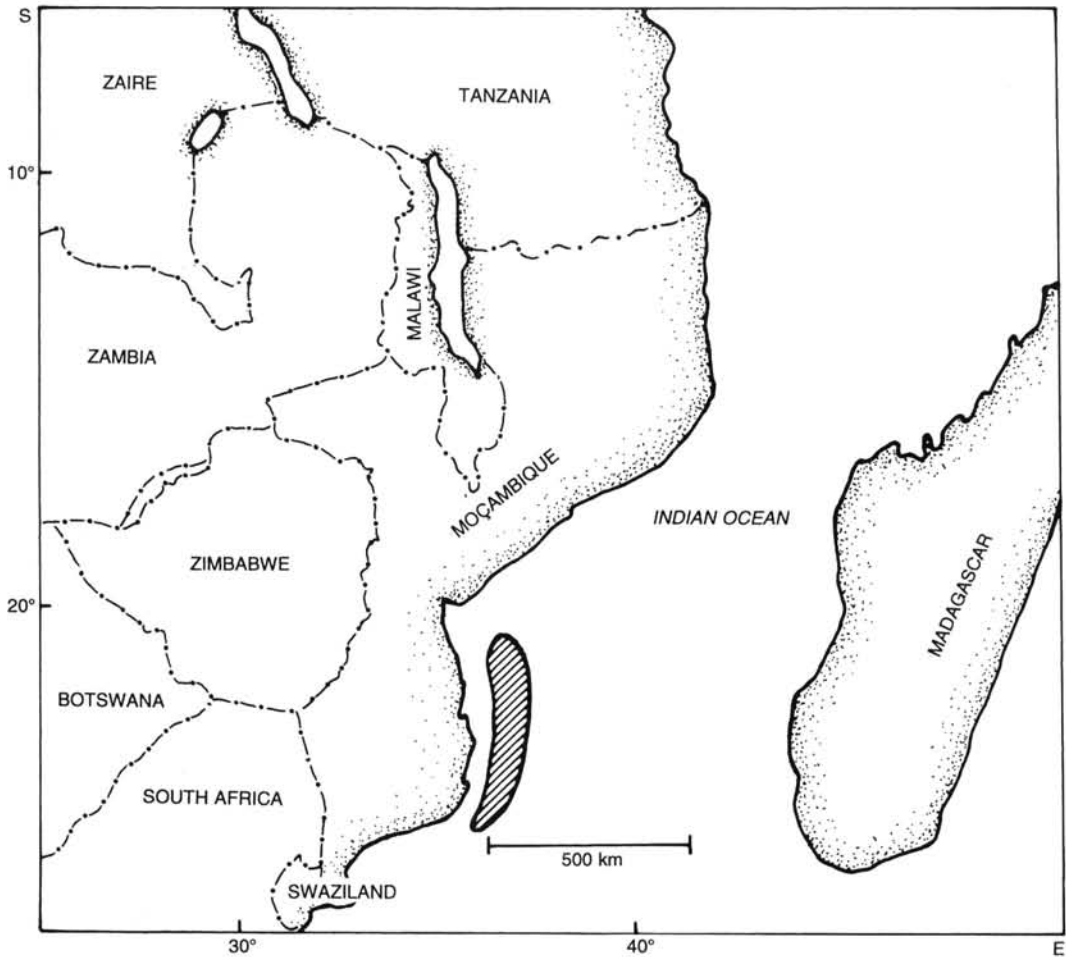 S
ZAIRE
TANZANIA
10°
MALAWI
ZAMBIA
MOÇAMBIQUE
INDIAN OCEAN
ZIMBABWE
MADAGASCAR
20°
BOTSWANA
SOUTH AFRICA
500 km
SWAZILAND
30°
40°
E